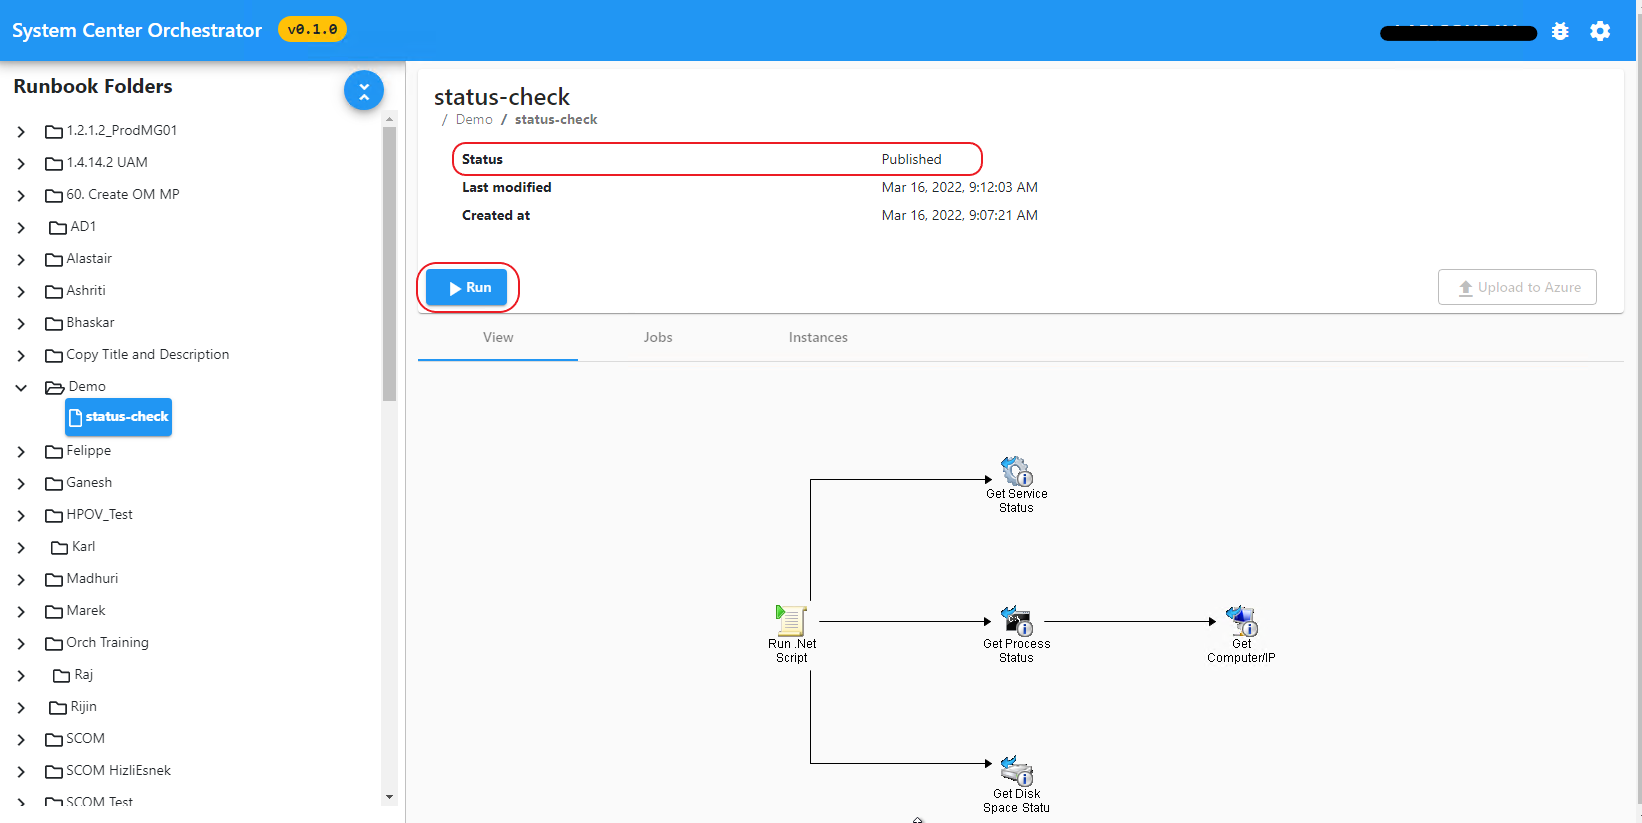 System Center Orchestrator v0.1.0
Runbook Folders
1.2.1.2_ProdMG01
1.4.14.2 UAM
60. Create OM MP
AD1
Alastair
Ashriti
Bhaskar
Copy Title and Description
Demo
status-check
Felippe
Ganesh
HPOV_Test
Karl
Madhuri
Marek
Orch Training
Raj
Rijin
SCOM
SCOM HizliEsnek
SCOM Test
status-check
/ Demo / status-check
Status Published
Last modified Mar 16, 2022, 9:12:03 AM
Created at Mar 16, 2022, 9:07:21 AM
Run
Upload to Azure
View Jobs Instances
Get Service
Status
Run .Net
Script
Get Process
Status
Get
Computer/IP
Get Disk
Space Statu